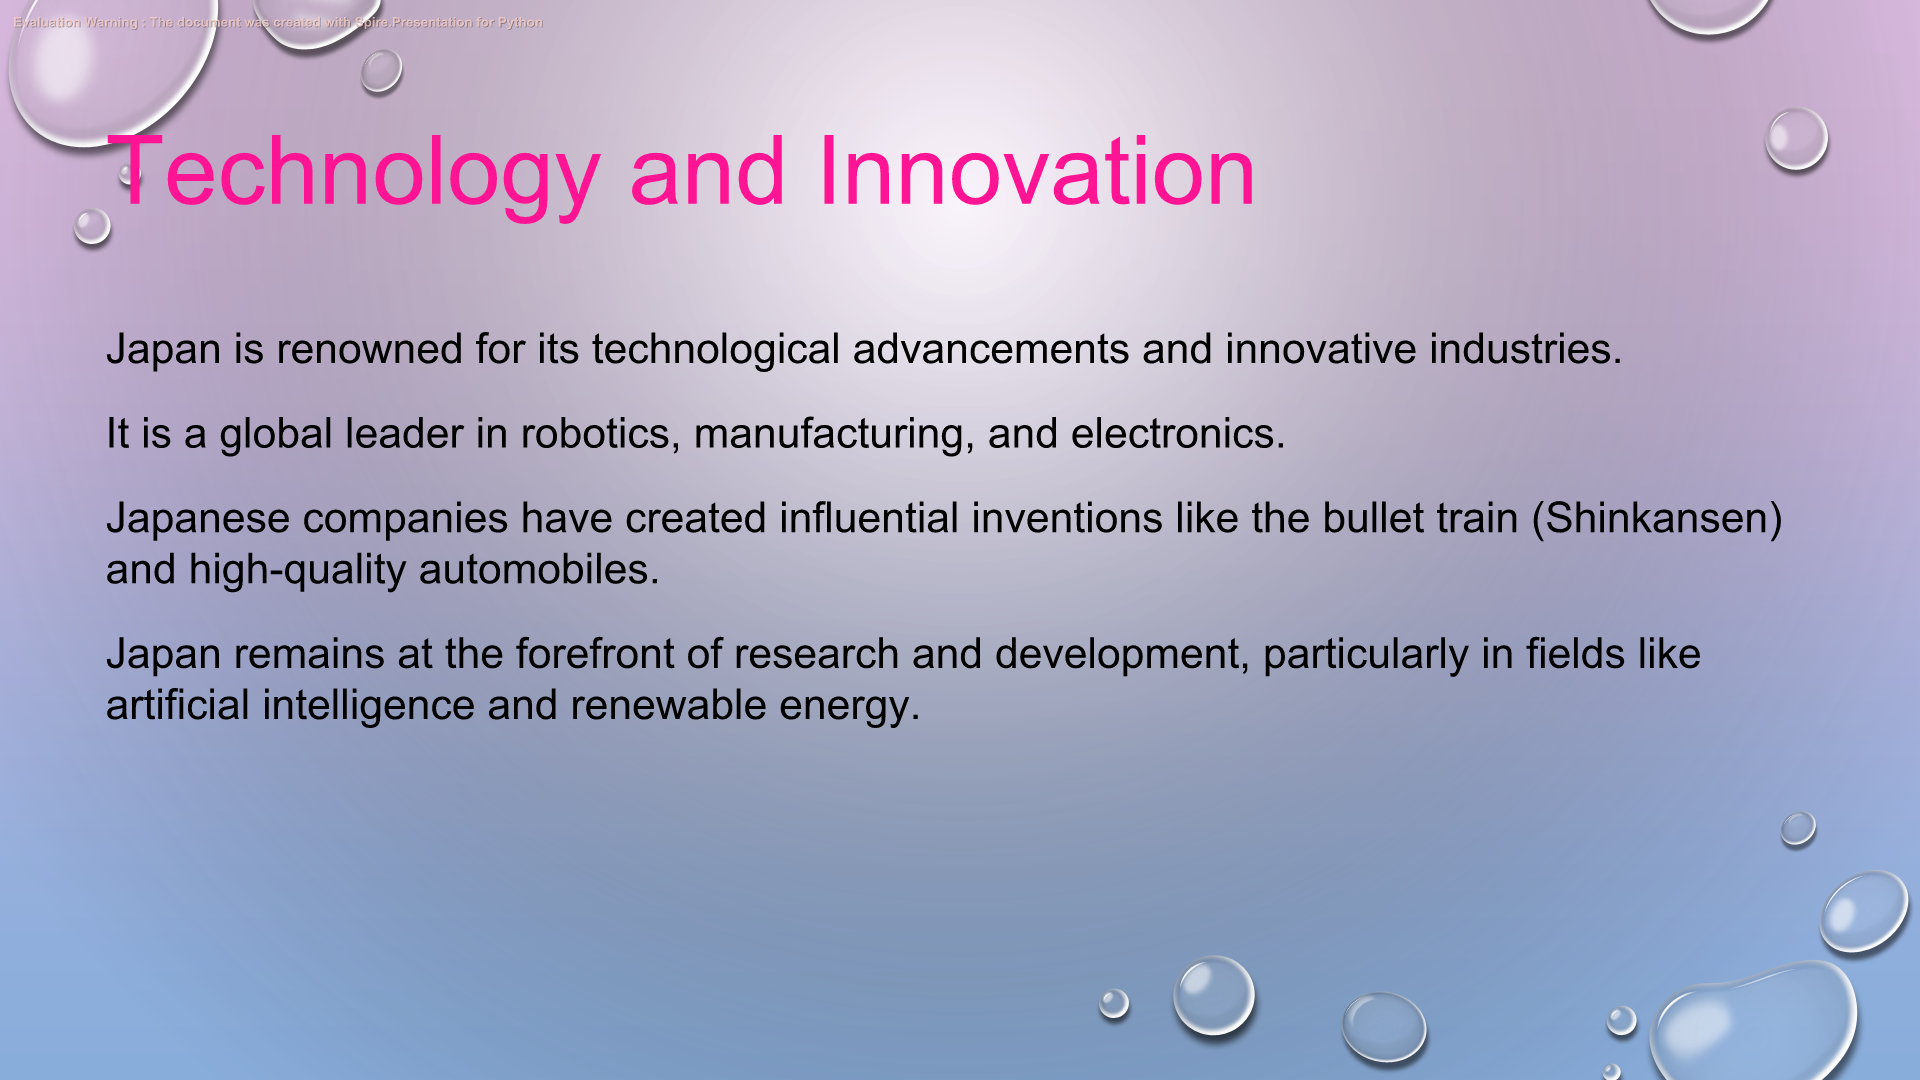 Evaluation Warning : The document was created with Spire.Presentation for Python
Technology and Innovation
Japan is renowned for its technological advancements and innovative industries.
It is a global leader in robotics, manufacturing, and electronics.
Japanese companies have created influential inventions like the bullet train (Shinkansen)
and high-quality automobiles.
Japan remains at the forefront of research and development, particularly in fields like
artificial intelligence and renewable energy.